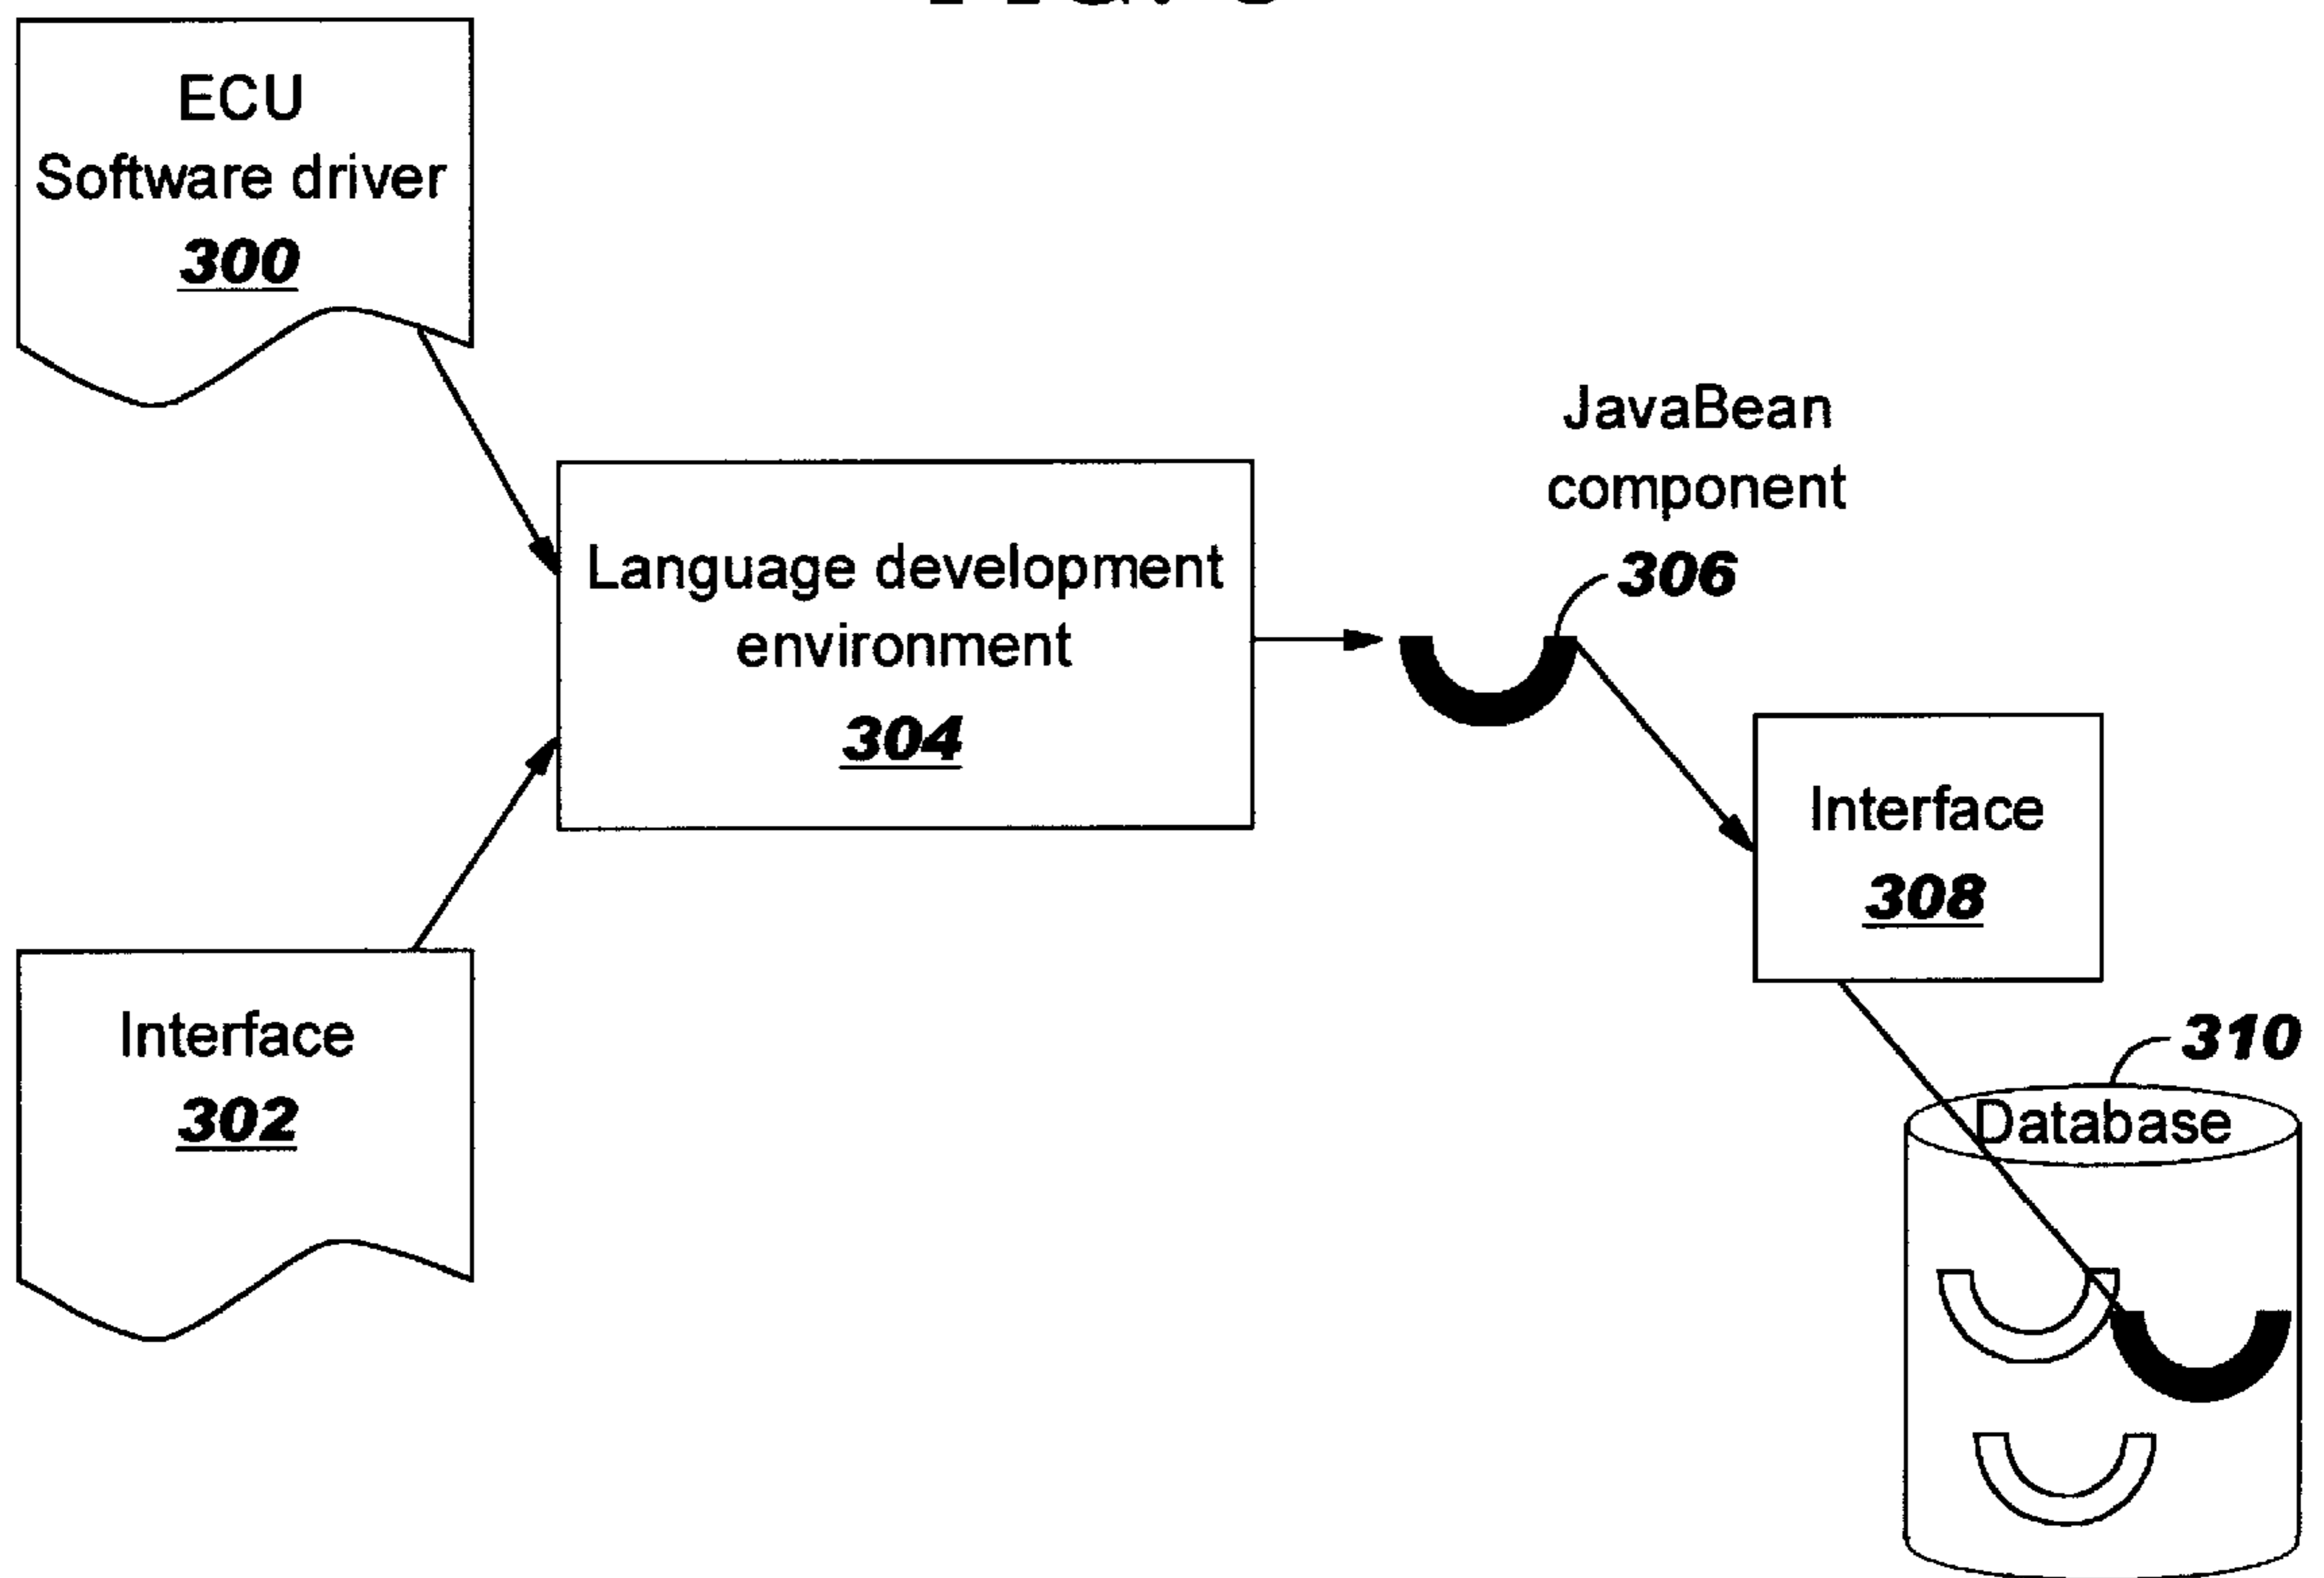 ECU
Software driver
300
JavaBean
component
306
Language development
environment
304
Interface
308
Interface
302
310
Database